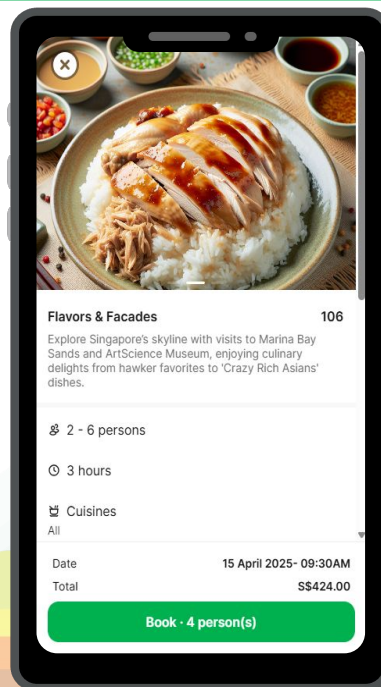 Flavors & Facades 106
Explore Singapore's skyline with visits to Marina Bay
Sands and ArtScience Museum, enjoying culinary
delights from hawker favorites to 'Crazy Rich Asians'
dishes.
2 - 6 persons
3 hours
Cuisines
All
Date 15 April 2025- 09:30AM
Total S$424.00
Book · 4 person(s)